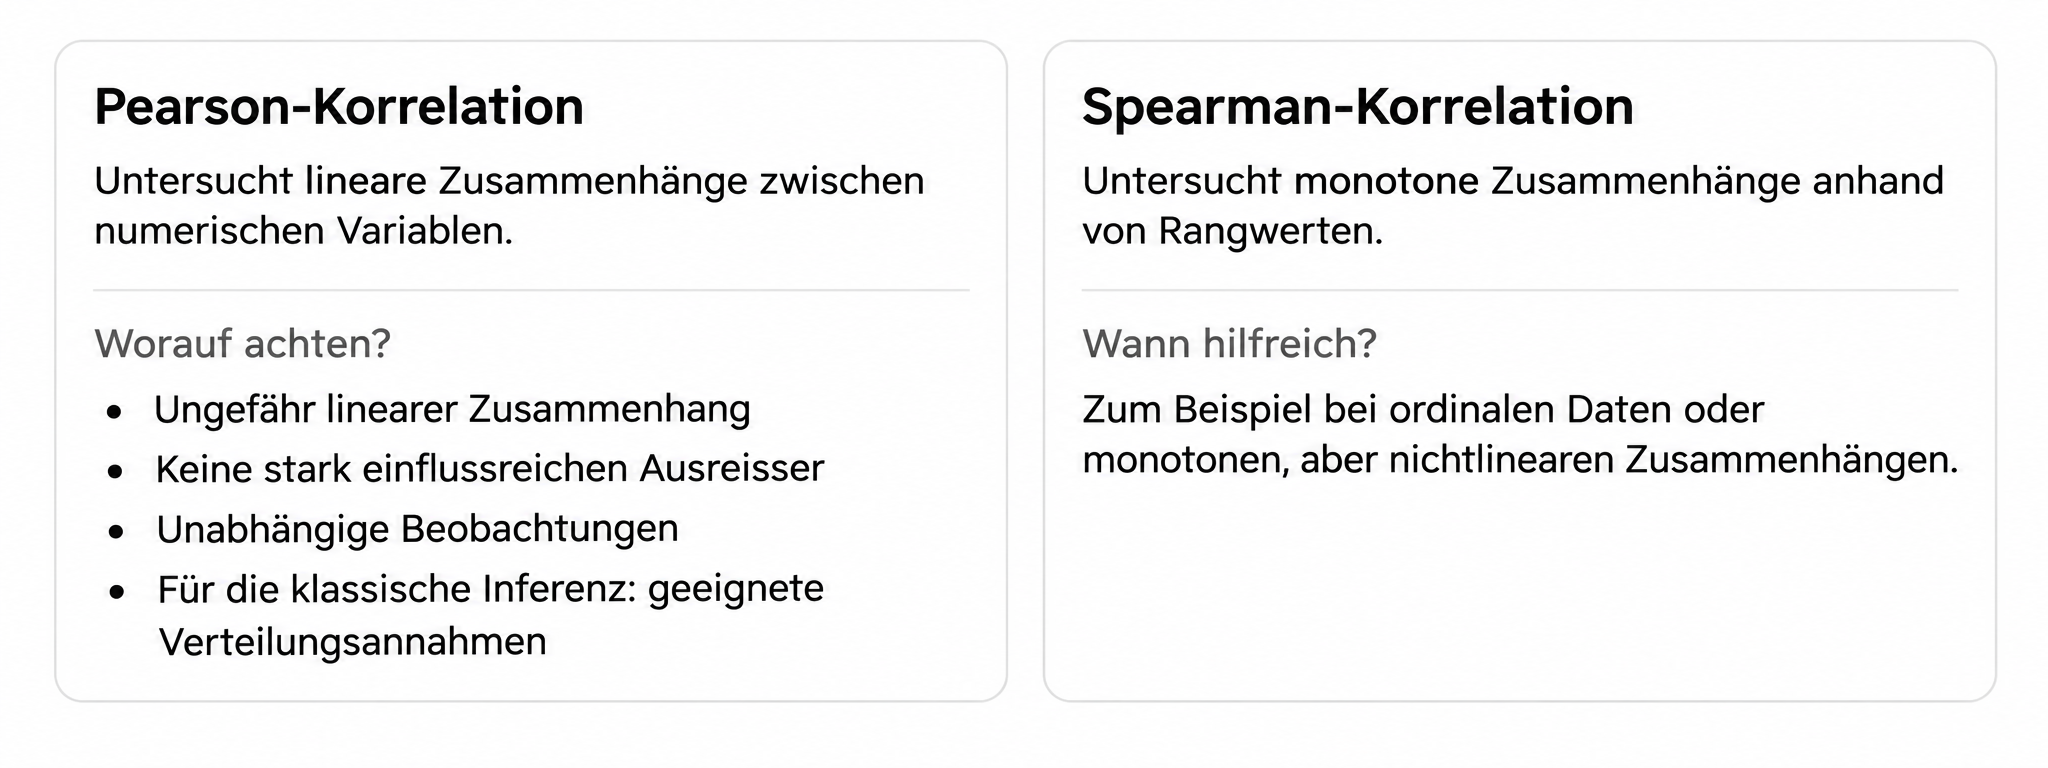 Pearson-Korrelation
Untersucht lineare Zusammenhänge zwischen
numerischen Variablen.
Worauf achten?
• Ungefähr linearer Zusammenhang
• Keine stark einflussreichen Ausreisser
• Unabhängige Beobachtungen
• Für die klassische Inferenz: geeignete
Verteilungsannahmen
Spearman-Korrelation
Untersucht monotone Zusammenhänge anhand
von Rangwerten.
Wann hilfreich?
Zum Beispiel bei ordinalen Daten oder
monotonen, aber nichtlinearen Zusammenhängen.